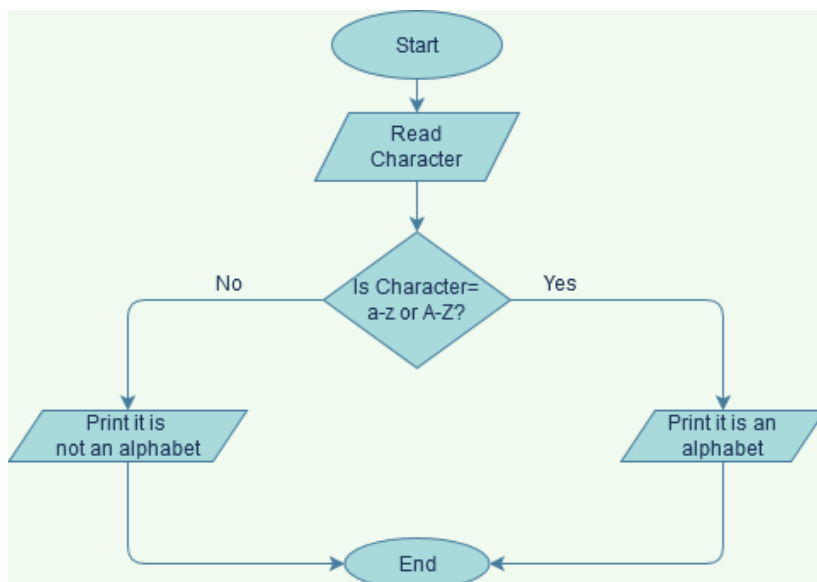 Start
Read
Character
Is Character=
a-z or A-Z?
No
Yes
Print it is
not an alphabet
Print it is an
alphabet
End